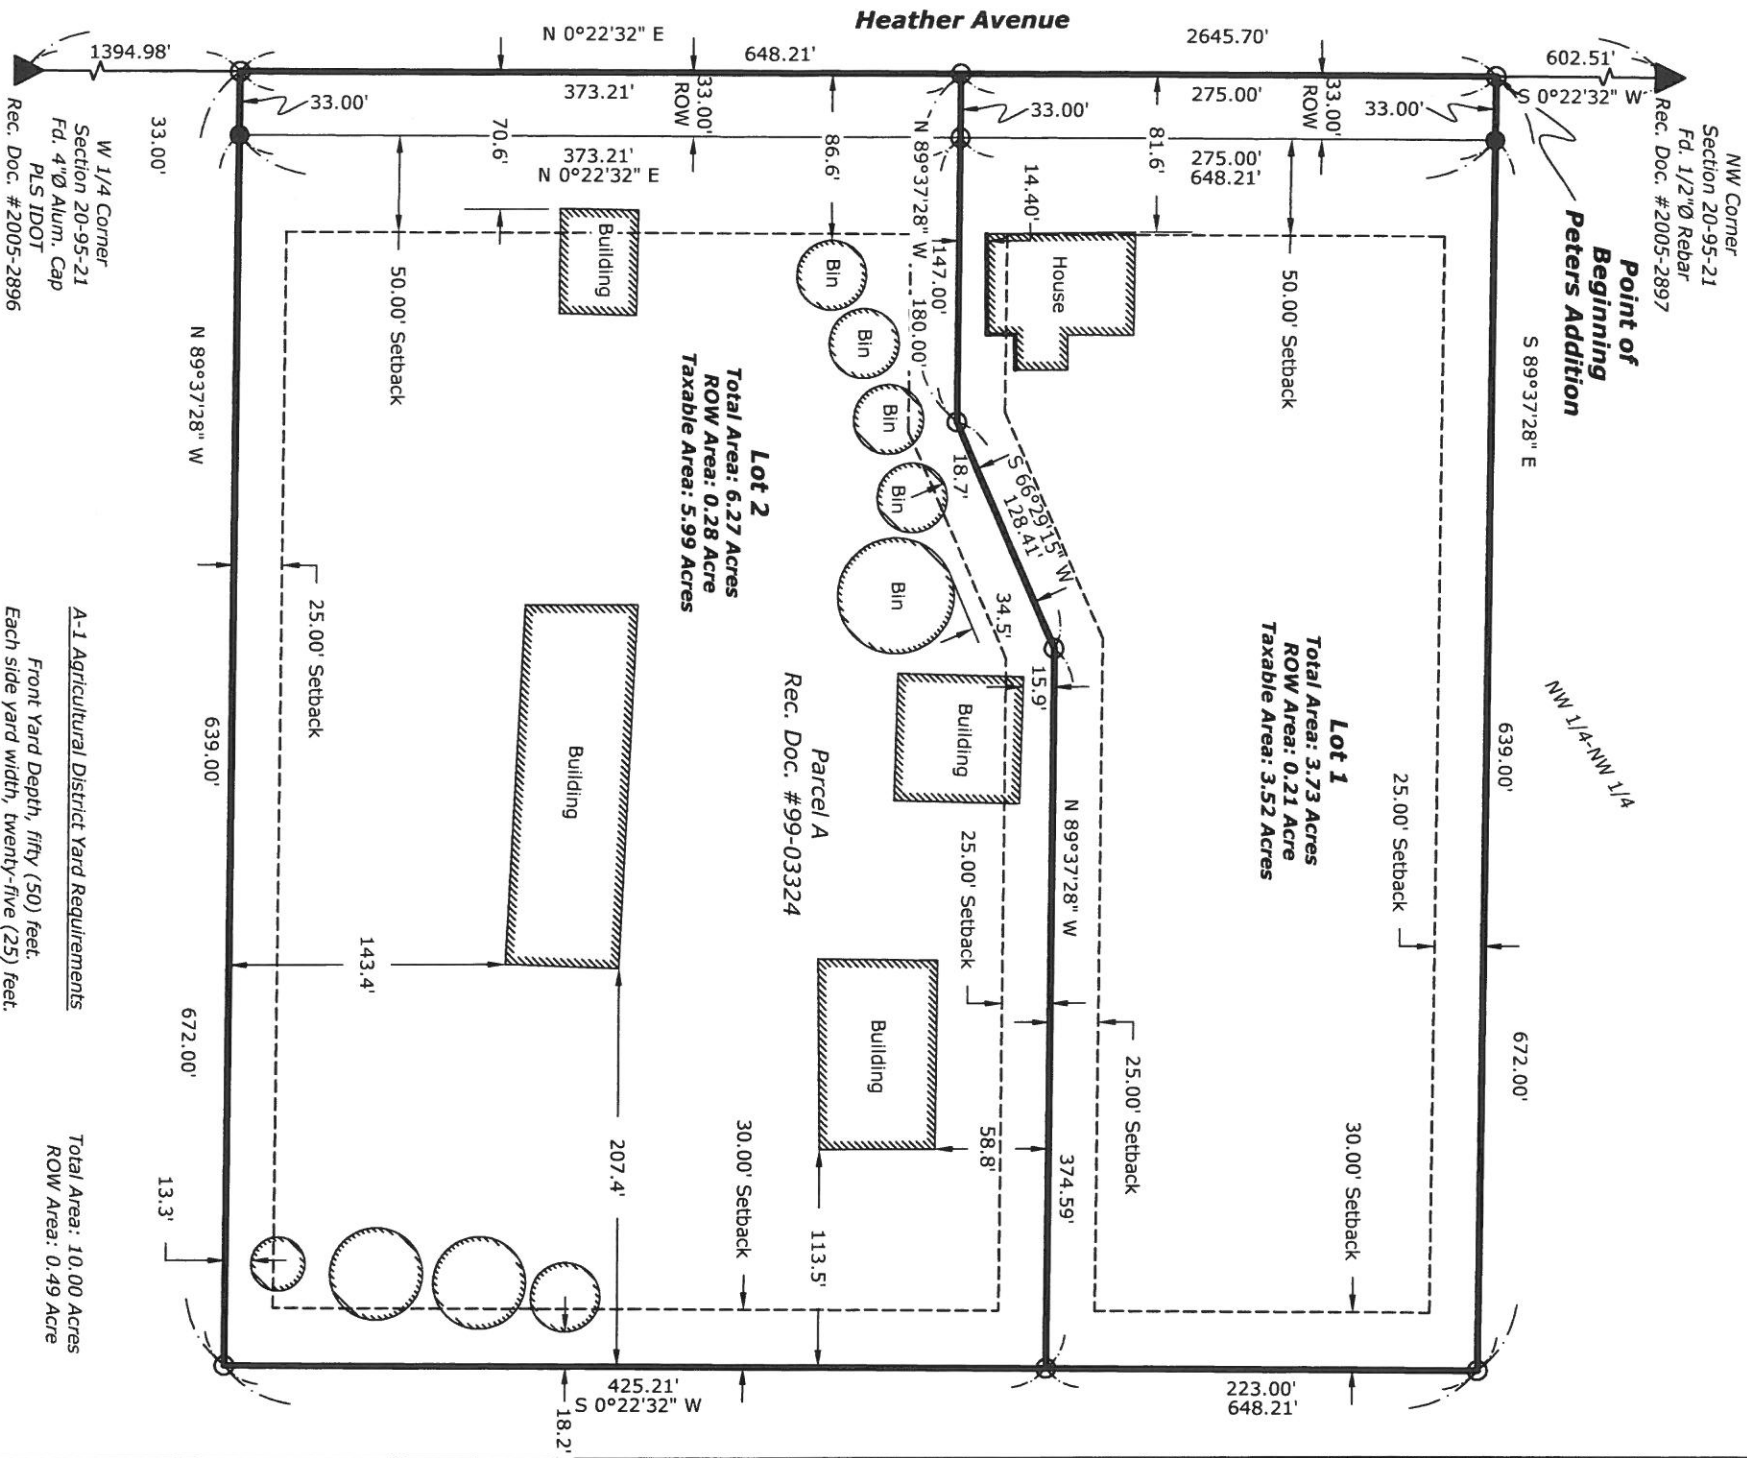 Heather Avenue
1394.98'
N 0°22'32" E
648.21'
2645.70'
602.51'
S 0°22'32" W
33.00'
373.21'
33.00'
ROW
33.00'
275.00'
33.00'
ROW
33.00'
33.00'
70.6'
373.21'
N 0°22'32" E
86.6'
N 89°37'28" W
147.00'
180.00'
81.6'
275.00'
648.21'
14.40'
NW Corner
Section 20-95-21
Fd. 1/2"Ø Rebar
Rec. Doc. #2005-2897
Point of
Beginning
Peters Addition
W 1/4 Corner
Section 20-95-21
Fd. 4"Ø Alum. Cap
PLS IDOT
Rec. Doc. #2005-2896
50.00' Setback
Building
Bin
Bin
Bin
Bin
Bin
House
50.00' Setback
S 89°37'28" E
N 89°37'28" W
Lot 2
Total Area: 6.27 Acres
ROW Area: 0.28 Acre
Taxable Area: 5.99 Acres
18.7'
S 66°29'15" W
128.41'
34.5'
15.9'
Lot 1
Total Area: 3.73 Acres
ROW Area: 0.21 Acre
Taxable Area: 3.52 Acres
NW 1/4-NW 1/4
639.00'
25.00' Setback
25.00' Setback
639.00'
Building
Building
Parcel A
Rec. Doc. #99-03324
N 89°37'28" W
25.00' Setback
A-1 Agricultural District Yard Requirements
Front Yard Depth, fifty (50) feet.
Each side yard width, twenty-five (25) feet.
143.4'
672.00'
Building
25.00' Setback
672.00'
58.8'
374.59'
30.00' Setback
30.00' Setback
207.4'
113.5'
13.3'
Total Area: 10.00 Acres
ROW Area: 0.49 Acre
425.21'
S 0°22'32" W
18.2'
223.00'
648.21'